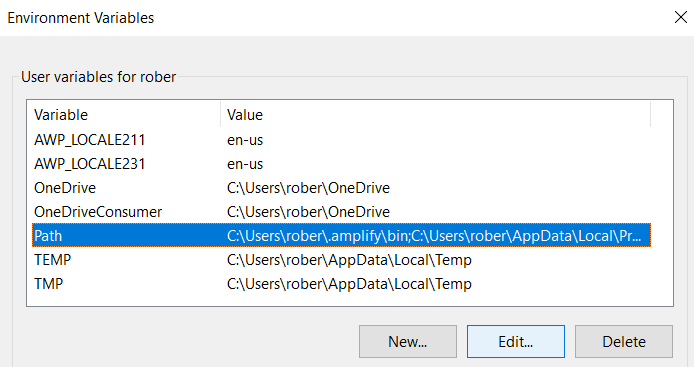 Environment Variables
User variables for rober
Variable Value
AWP_LOCALE211 en-us
AWP_LOCALE231 en-us
OneDrive C:\Users\rober\OneDrive
OneDriveConsumer C:\Users\rober\OneDrive
Path C:\Users\rober\.amplify\bin;C:\Users\rober\AppData\Local\Pr...
TEMP C:\Users\rober\AppData\Local\Temp
TMP C:\Users\rober\AppData\Local\Temp
New... Edit... Delete